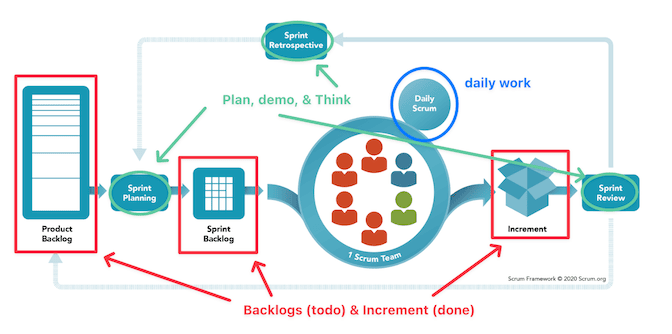 Sprint
Retrospective
daily work
Daily
Scrum
Plan, demo, & Think
Sprint
Planning
Sprint
Review
Product
Backlog
Sprint
Backlog
1 Scrum Team
Increment
Scrum Framework © 2020 Scrum.org
Backlogs (todo) & Increment (done)